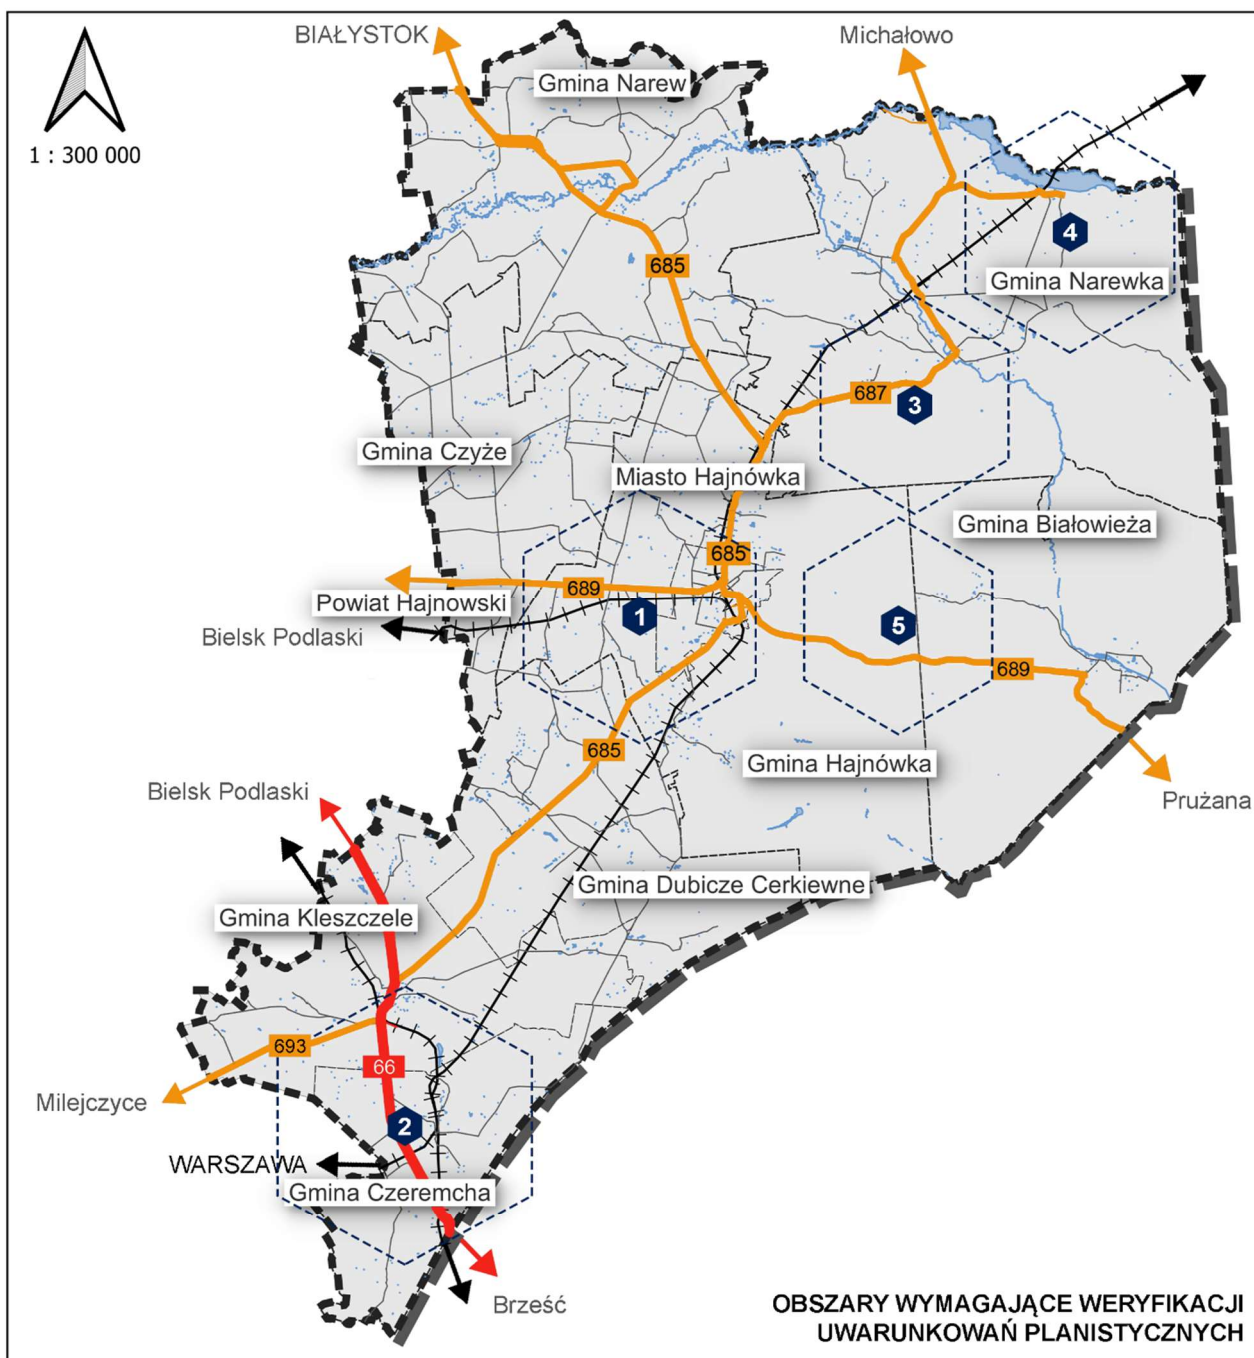 BIAŁYSTOK
Michałowo
Gmina Narew
1 : 300 000
4
685
Gmina Narewka
687
3
Gmina Czyże
Miasto Hajnówka
Gmina Białowieża
685
689
Powiat Hajnowski
1
5
Bielsk Podlaski
689
685
Gmina Hajnówka
Bielsk Podlaski
Prużana
Gmina Dubicze Cerkiewne
Gmina Kleszczele
693
66
Milejczyce
2
WARSZAWA
Gmina Czeremcha
Brześć
OBSZARY WYMAGAJĄCE WERYFIKACJI
UWARUNKOWAŃ PLANISTYCZNYCH